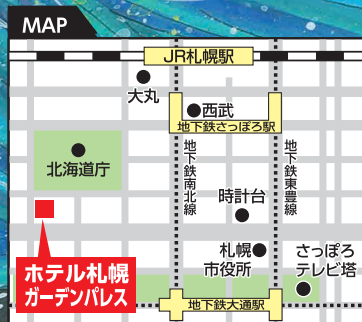 MAP
JR札幌駅
大丸
西武
地下鉄さっぽろ駅
北海道庁
地下鉄南北線
地下鉄東豊線
時計台
札幌
市役所
さっぽろ
テレビ塔
ホテル札幌
ガーデンパレス
地下鉄大通駅